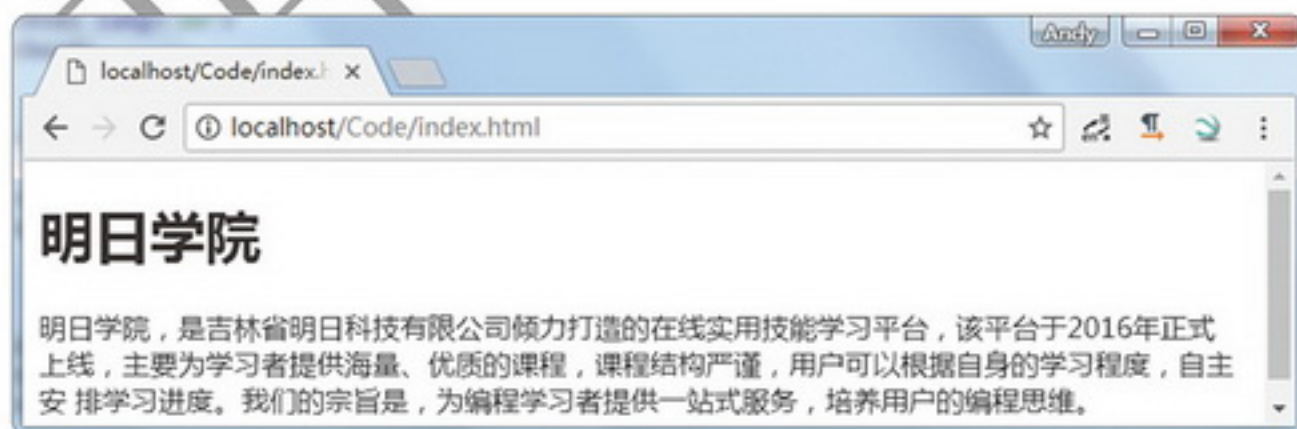 Andy
localhost/Code/index.h
localhost/Code/index.html
明日学院
明日学院，是吉林省明日科技有限公司倾力打造的在线实用技能学习平台，该平台于2016年正式
上线，主要为学习者提供海量、优质的课程，课程结构严谨，用户可以根据自身的学习程度，自主
安 排学习进度。我们的宗旨是，为编程学习者提供一站式服务，培养用户的编程思维。